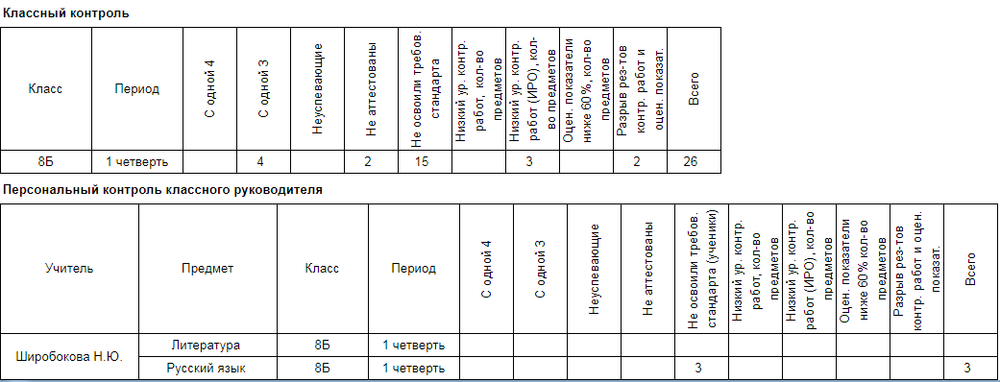 Классный контроль
Класс
Период
С одной 4
С одной 3
Неуспевающие
Не аттестованы
Не освоили требов.
стандарта
Низкий ур. контр.
работ, кол-во
предметов
Низкий ур. контр.
работ (ИРО), кол-
во предметов
Оцен. показатели
ниже 60%, кол-во
предметов
Разрыв рез-тов
контр. работ и
оцен. показат.
Всего
8Б 1 четверть 4 2 15 3 2 26
Персональный контроль классного руководителя
Учитель
Предмет
Класс
Период
С одной 4
С одной 3
Неуспевающие
Не аттестованы
Не освоили требов.
стандарта (ученики)
Низкий ур. контр.
работ, кол-во
предметов
Низкий ур. контр.
работ (ИРО), кол-во
предметов
Оцен. показатели
ниже 60% кол-во
предметов
Разрыв рез-тов
контр. работ и оцен.
показат.
Всего
Широбокова Н.Ю.
Литература 8Б 1 четверть
Русский язык 8Б 1 четверть 3 3